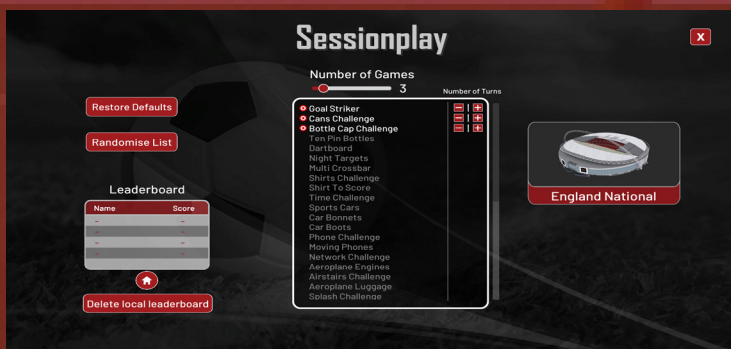 Sessionplay
X
Number of Games
3
Number of Turns
Restore Defaults
Randomise List
Goal Striker
1
Cans Challenge
1
Bottle Cap Challenge
1
Ten Pin Bottles
Dartboard
Night Targets
Multi Crossbar
Shirts Challenge
Shirt To Score
Time Challenge
Sports Cars
Car Bonnets
Car Boots
Phone Challenge
Moving Phones
Network Challenge
Aeroplane Engines
Airstairs Challenge
Aeroplane Luggage
Splash Challenge
England National
Leaderboard
Name Score
- -
- -
- -
- -
Delete local leaderboard